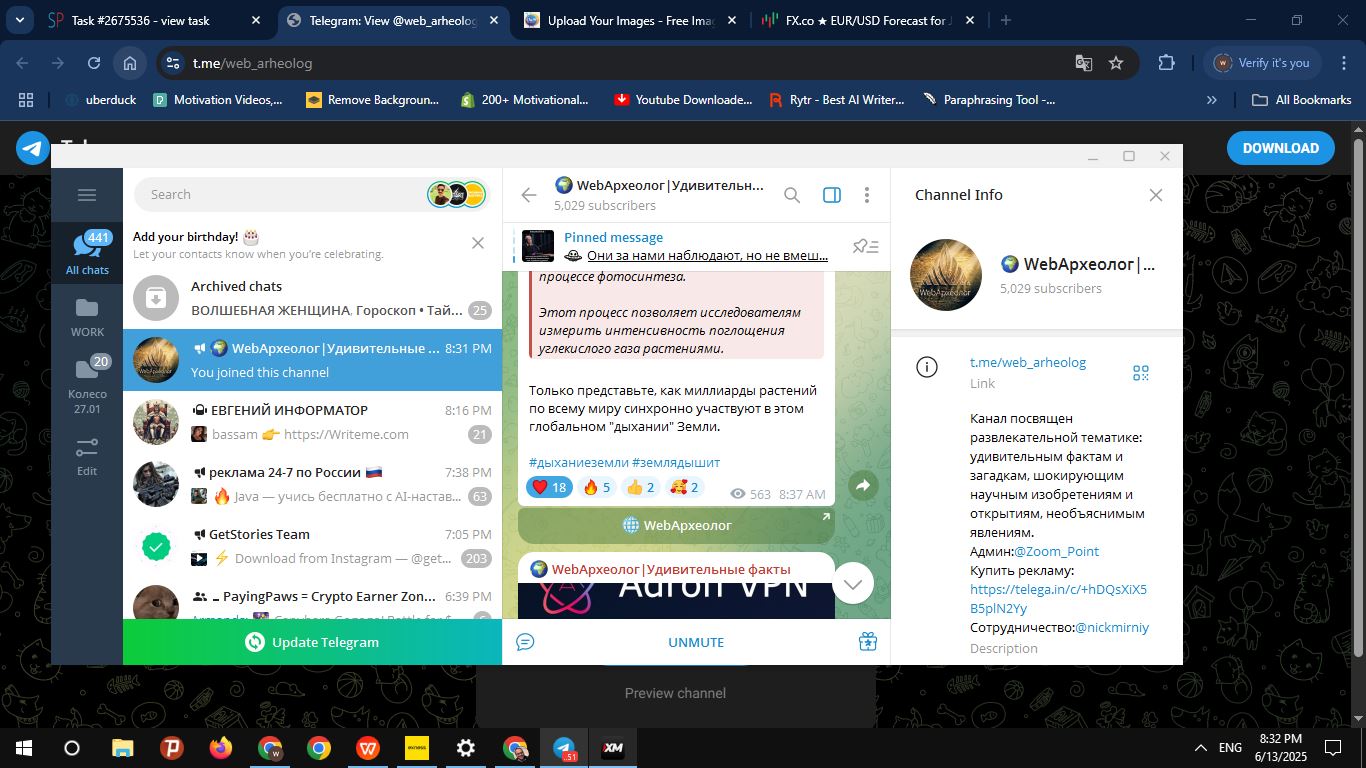 Task #2675536 - view task
Telegram: View @web_arheolog
Upload Your Images - Free Imag
FX.co ★ EUR/USD Forecast for J
t.me/web_arheolog
Verify it's you
uberduck
Motivation Videos,...
Remove Backgroun...
200+ Motivational...
Youtube Downloade...
Rytr - Best AI Writer...
Paraphrasing Tool -...
All Bookmarks
DOWNLOAD
Search
Add your birthday! 🎂
Let your contacts know when you're celebrating.
441
All chats
WORK
20
Колесо
27.01
Edit
Archived chats
ВОЛШЕБНАЯ ЖЕНЩИНА, Гороскоп • Тай...
25
🌍 WebАрхеолог|Удивительные ...
8:31 PM
You joined this channel
ЕВГЕНИЙ ИНФОРМАТОР
8:16 PM
bassam 👉 https://Writeme.com
21
реклама 24-7 по России 🇷🇺
7:38 PM
🔥 Java — учись бесплатно с AI-настав...
63
GetStories Team
7:05 PM
⚡ Download from Instagram — @get...
203
PayingPaws = Crypto Earner Zon...
6:39 PM
Update Telegram
🌍 WebАрхеолог|Удивительн...
5,029 subscribers
Pinned message
Они за нами наблюдают, но не вмеш...
процессе фотосинтеза.
Этот процесс позволяет исследователям
измерить интенсивность поглощения
углекислого газа растениями.
Только представьте, как миллиарды растений
по всему миру синхронно участвуют в этом
глобальном "дыхании" Земли.
#дыханиеземли #землядышит
❤️ 18
🔥 5
👍 2
🥰 2
563
8:37 AM
🌐 WebАрхеолог
🌍 WebАрхеолог|Удивительные факты
VPN
UNMUTE
Channel Info
WebАрхеолог
🌍 WebАрхеолог|...
5,029 subscribers
t.me/web_arheolog
Link
Канал посвящен
развлекательной тематике:
удивительным фактам и
загадкам, шокирующим
научным изобретениям и
открытиям, необъяснимым
явлениям.
Админ:@Zoom_Point
Купить рекламу:
https://telega.in/c/+hDQsXiX5
B5plN2Yy
Сотрудничество:@nickmirniy
Description
Preview channel
exness
XM
ENG
8:32 PM
6/13/2025